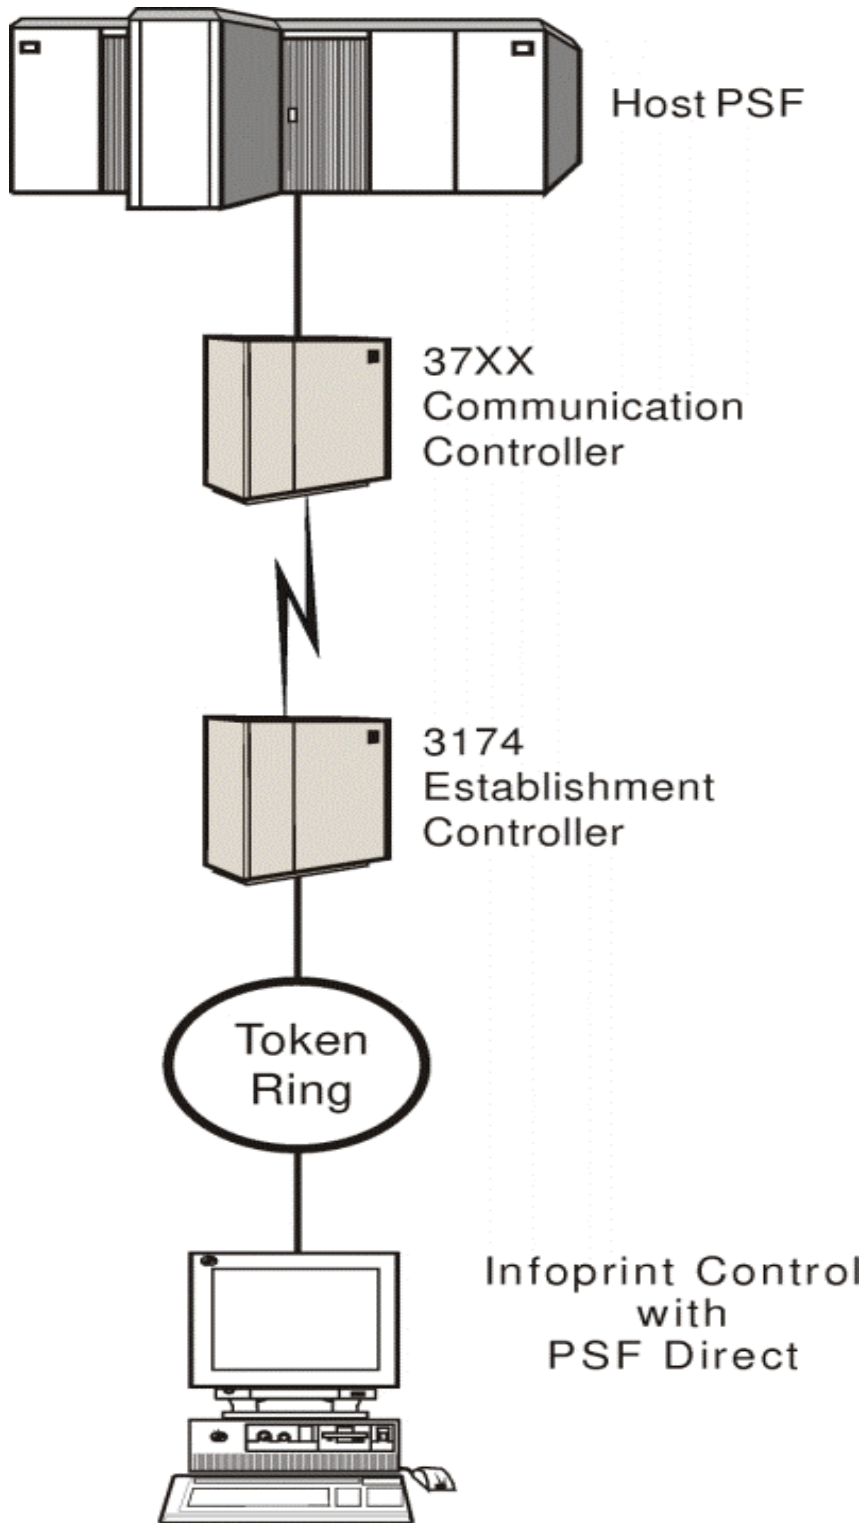 Host PSF
37XX
Communication
Controller
3174
Establishment
Controller
Token
Ring
Infoprint Control
with
PSF Direct